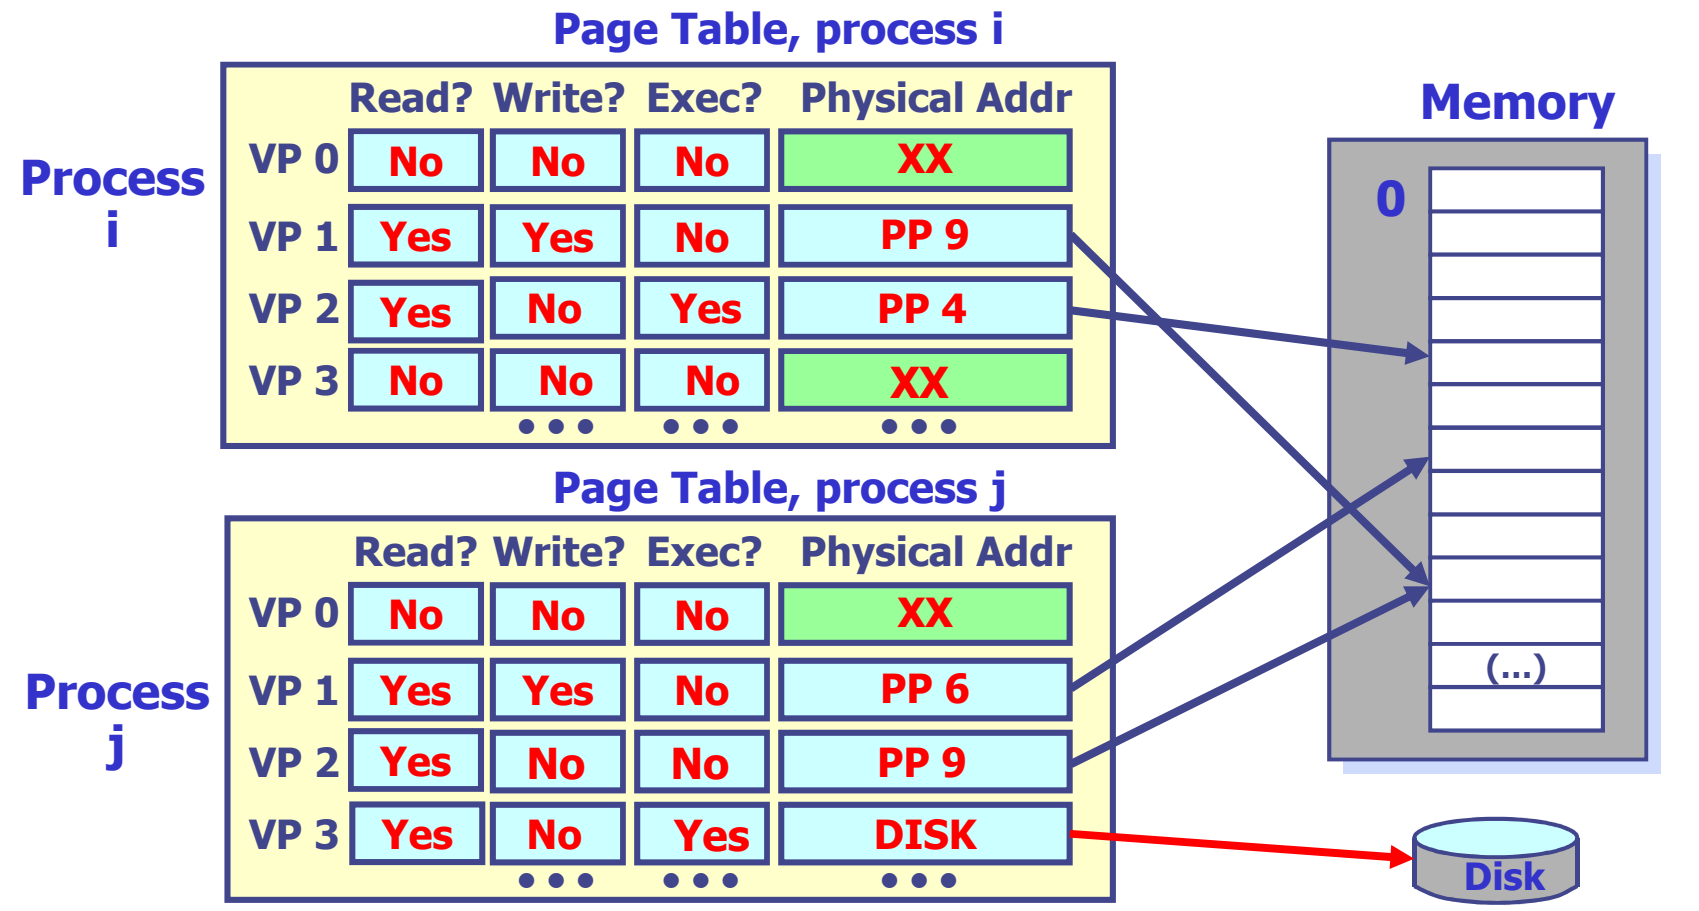 Page Table, process i
Read? Write? Exec? Physical Addr
Memory
VP 0 No No No XX
Process
i
0
VP 1 Yes Yes No PP 9
VP 2 Yes No Yes PP 4
VP 3 No No No XX
••• ••• •••
Page Table, process j
Read? Write? Exec? Physical Addr
VP 0 No No No XX
Process
j
VP 1 Yes Yes No PP 6
(...)
VP 2 Yes No No PP 9
VP 3 Yes No Yes DISK
Disk
••• ••• •••